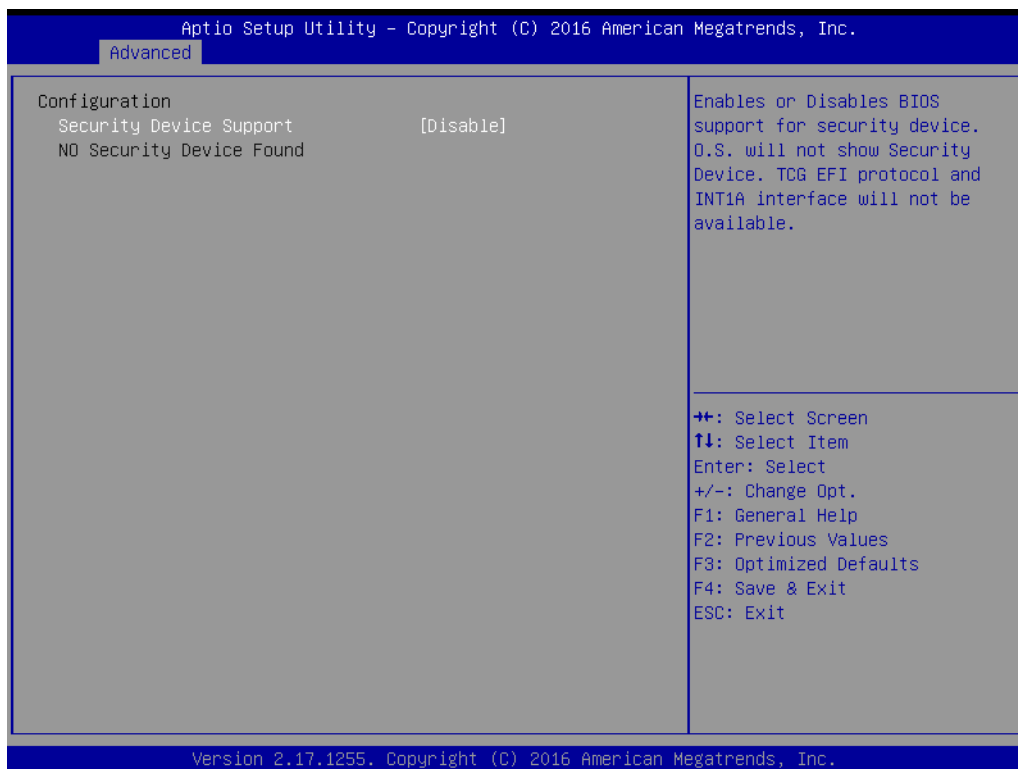 Aptio Setup Utility – Copyright (C) 2016 American Megatrends, Inc.
Advanced
Configuration
Security Device Support [Disable]
NO Security Device Found
Enables or Disables BIOS
support for security device.
O.S. will not show Security
Device. TCG EFI protocol and
INT1A interface will not be
available.
→←: Select Screen
↑↓: Select Item
Enter: Select
+/-: Change Opt.
F1: General Help
F2: Previous Values
F3: Optimized Defaults
F4: Save & Exit
ESC: Exit
Version 2.17.1255. Copyright (C) 2016 American Megatrends, Inc.